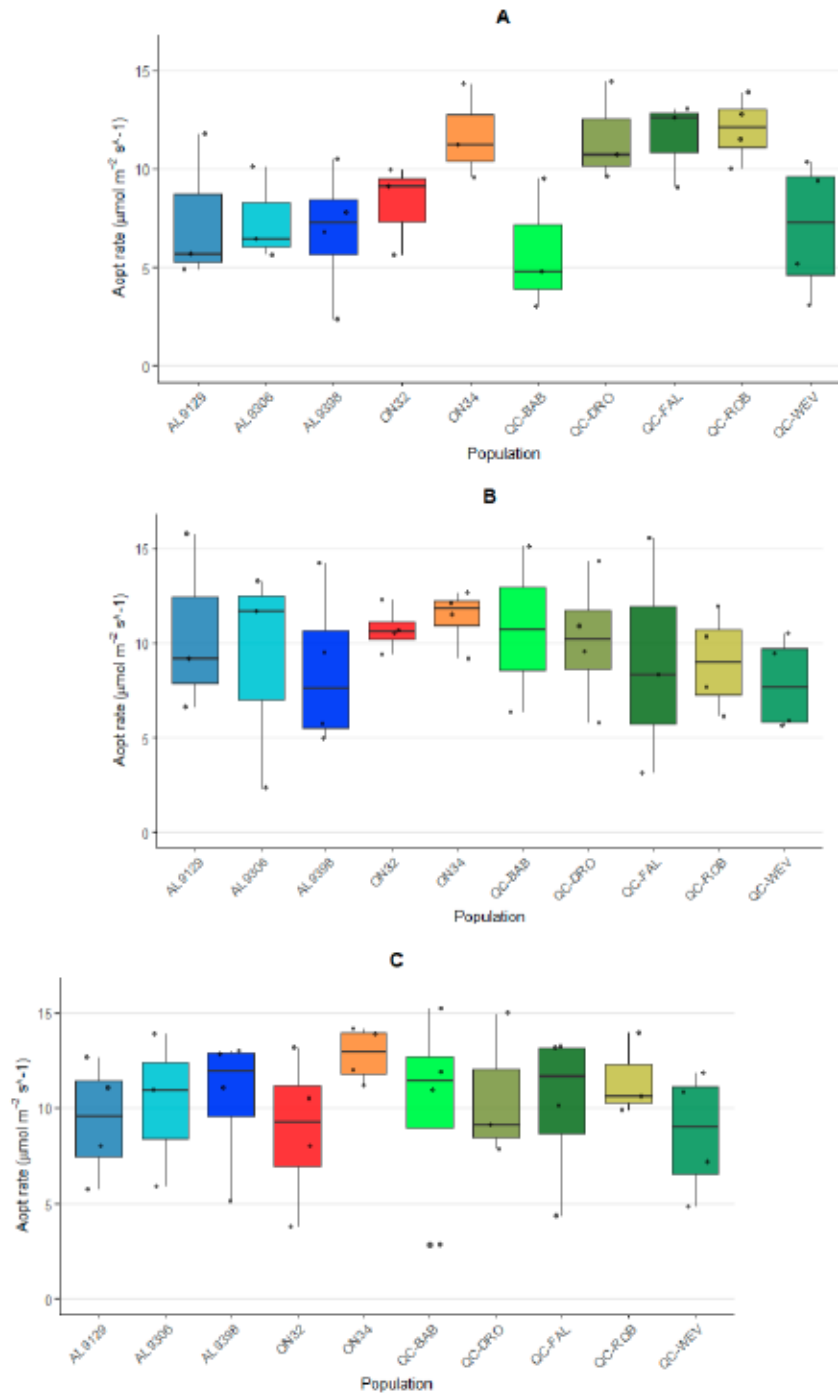 A
Aopt rate (µmol m⁻² s^-1)
15
10
5
0
AL9129 AL9306 AL9398 ON32 ON34 QC-BAB QC-DRO QC-FAL QC-ROB QC-WEV
Population
B
Aopt rate (µmol m⁻² s^-1)
15
10
5
0
AL9129 AL9306 AL9398 ON32 ON34 QC-BAB QC-DRO QC-FAL QC-ROB QC-WEV
Population
C
Aopt rate (µmol m⁻² s^-1)
15
10
5
0
AL9129 AL9306 AL9398 ON32 ON34 QC-BAB QC-DRO QC-FAL QC-ROB QC-WEV
Population